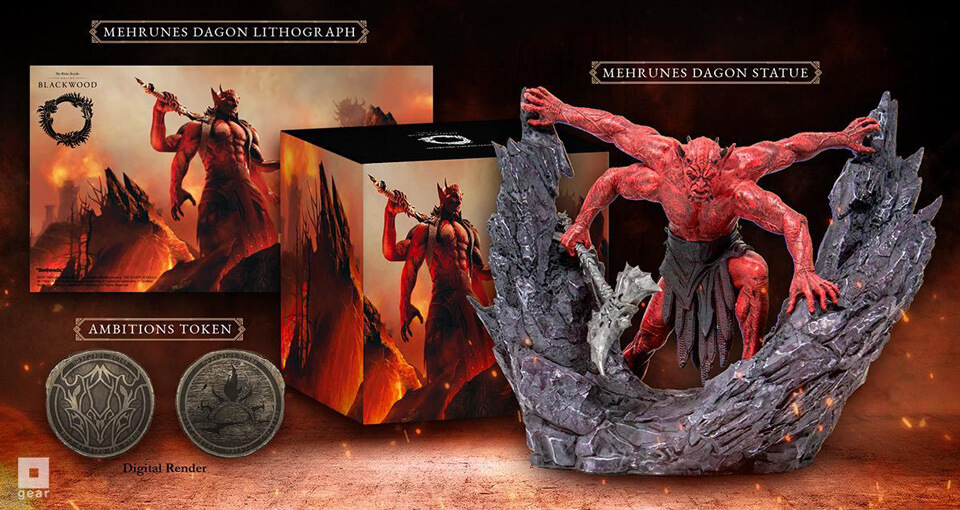 MEHRUNES DAGON LITHOGRAPH
MEHRUNES DAGON STATUE
The Elder Scrolls
BLACKWOOD
AMBITIONS TOKEN
Digital Render
gear